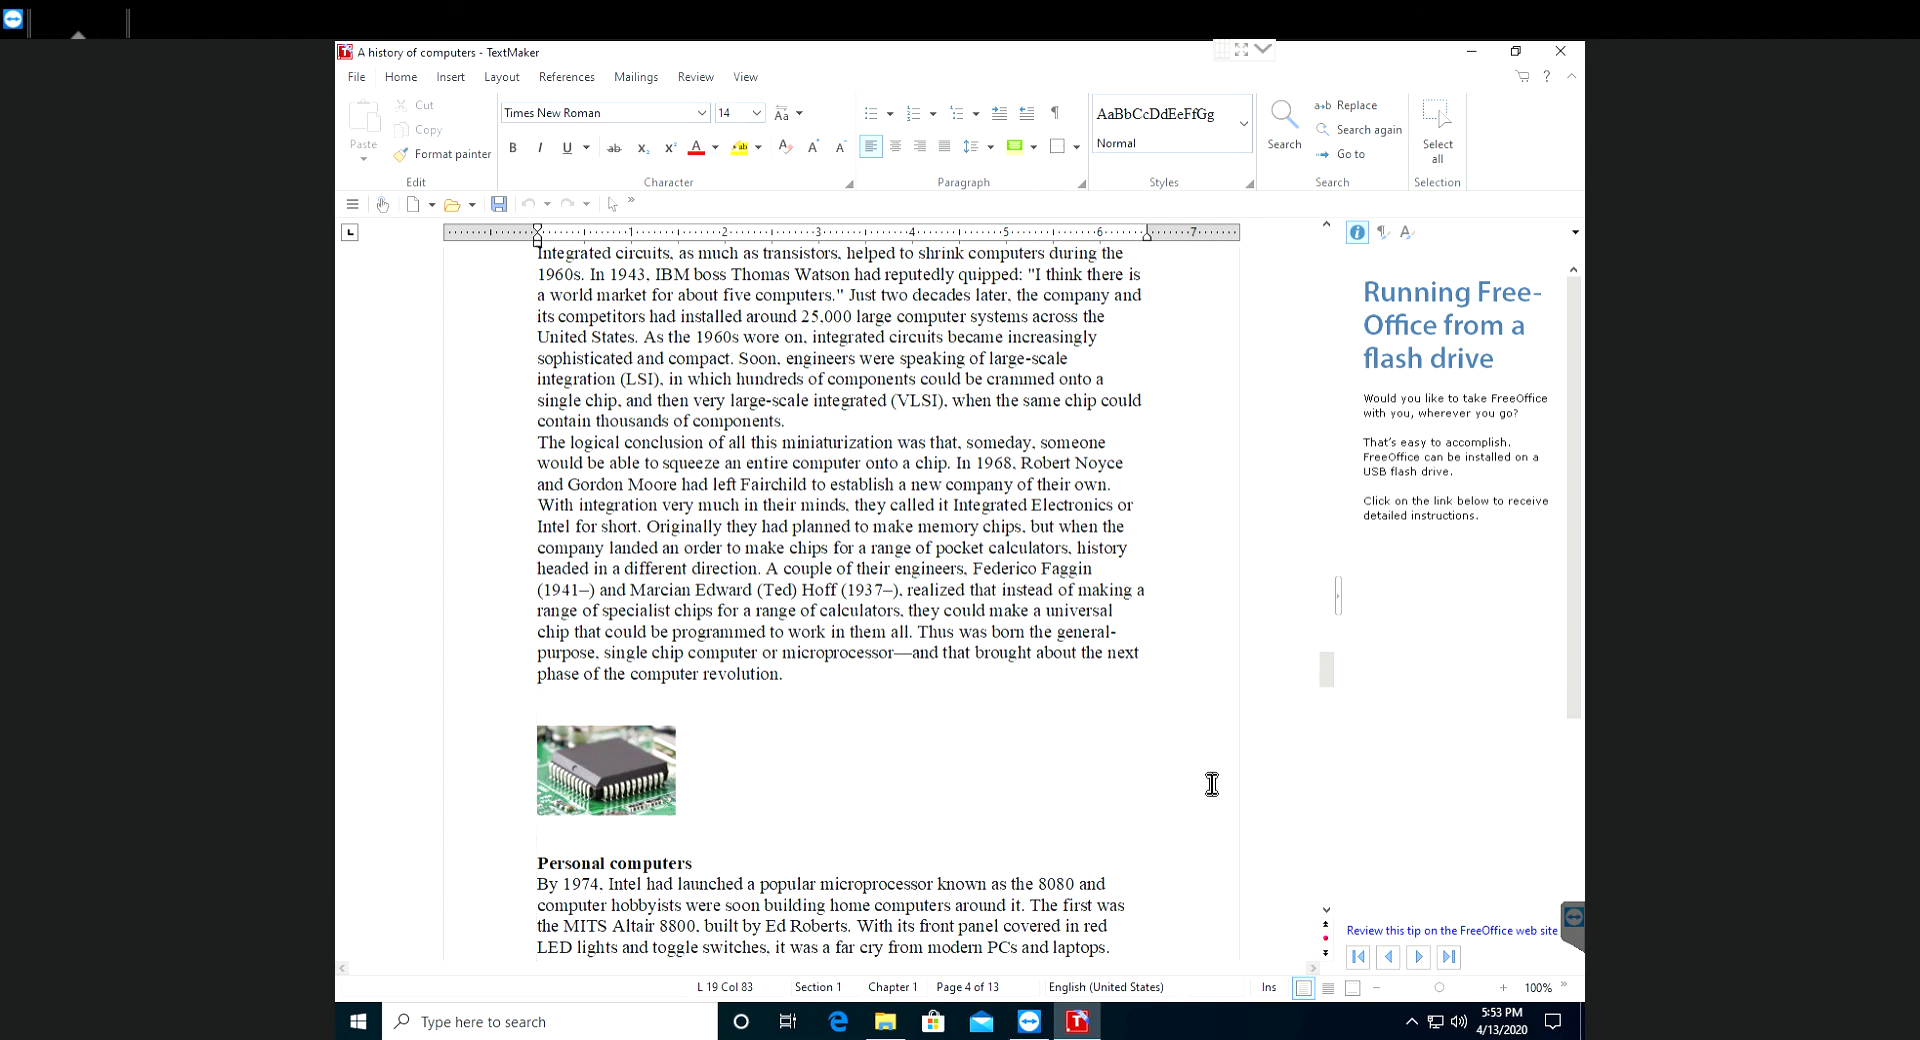 A history of computers - TextMaker
File Home Insert Layout References Mailings Review View
Paste
Cut
Copy
Format painter
Edit
Times New Roman 14
Character
Paragraph
AaBbCcDdEeFfGg
Normal
Styles
Search
Replace
Search again
Go to
Search
Select
all
Selection
1 2 3 4 5 6 7
Integrated circuits, as much as transistors, helped to shrink computers during the
1960s. In 1943, IBM boss Thomas Watson had reputedly quipped: "I think there is
a world market for about five computers." Just two decades later, the company and
its competitors had installed around 25,000 large computer systems across the
United States. As the 1960s wore on, integrated circuits became increasingly
sophisticated and compact. Soon, engineers were speaking of large-scale
integration (LSI), in which hundreds of components could be crammed onto a
single chip, and then very large-scale integrated (VLSI), when the same chip could
contain thousands of components.
The logical conclusion of all this miniaturization was that, someday, someone
would be able to squeeze an entire computer onto a chip. In 1968, Robert Noyce
and Gordon Moore had left Fairchild to establish a new company of their own.
With integration very much in their minds, they called it Integrated Electronics or
Intel for short. Originally they had planned to make memory chips, but when the
company landed an order to make chips for a range of pocket calculators, history
headed in a different direction. A couple of their engineers, Federico Faggin
(1941–) and Marcian Edward (Ted) Hoff (1937–), realized that instead of making a
range of specialist chips for a range of calculators, they could make a universal
chip that could be programmed to work in them all. Thus was born the general-
purpose, single chip computer or microprocessor—and that brought about the next
phase of the computer revolution.
Personal computers
By 1974, Intel had launched a popular microprocessor known as the 8080 and
computer hobbyists were soon building home computers around it. The first was
the MITS Altair 8800, built by Ed Roberts. With its front panel covered in red
LED lights and toggle switches, it was a far cry from modern PCs and laptops.
Running Free-
Office from a
flash drive
Would you like to take FreeOffice
with you, wherever you go?
That's easy to accomplish.
FreeOffice can be installed on a
USB flash drive.
Click on the link below to receive
detailed instructions.
Review this tip on the FreeOffice web site
L 19 Col 83 Section 1 Chapter 1 Page 4 of 13 English (United States) Ins 100%
Type here to search
5:53 PM
4/13/2020